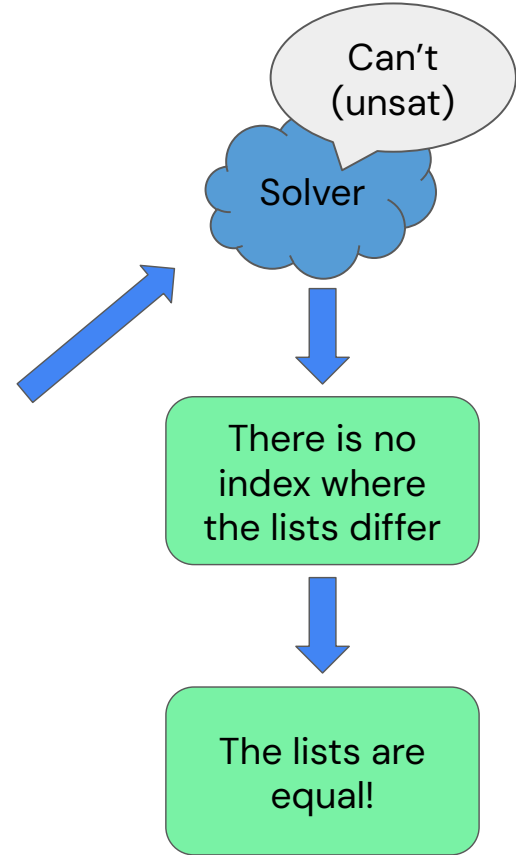 Can’t
(unsat)
Solver
There is no
index where
the lists differ
The lists are
equal!